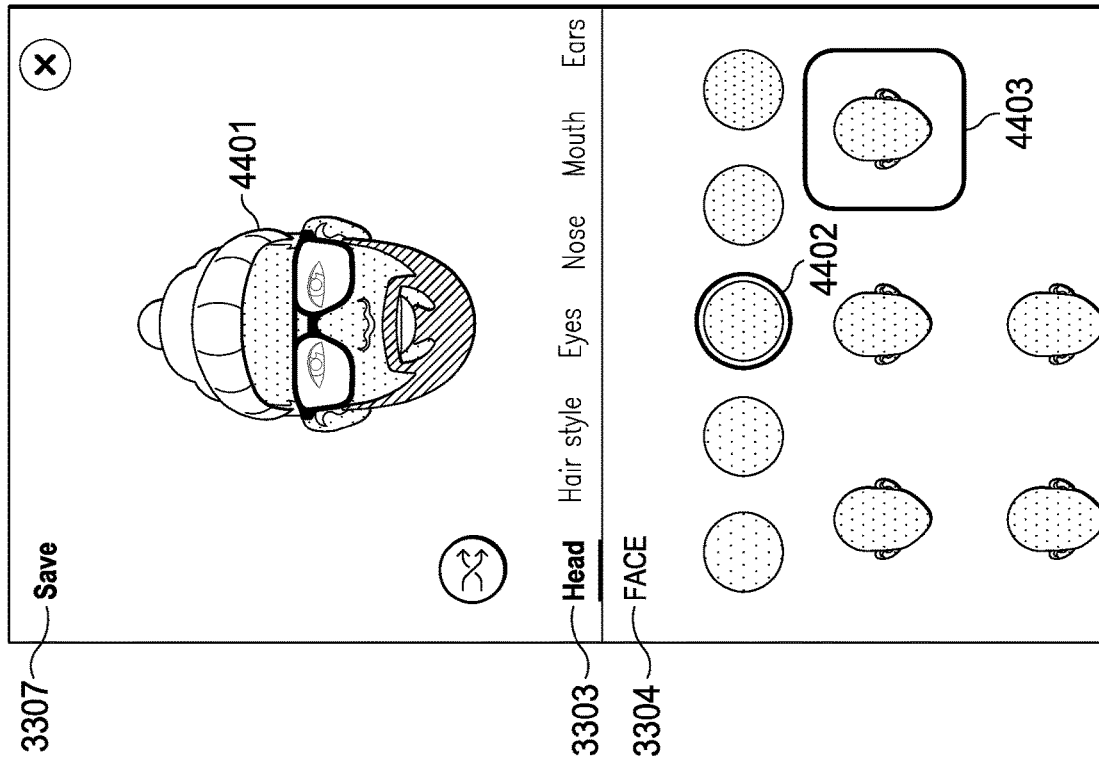 3307 Save
4401
3303 Head Hair style Eyes Nose Mouth Ears
3304 FACE
4402
4403